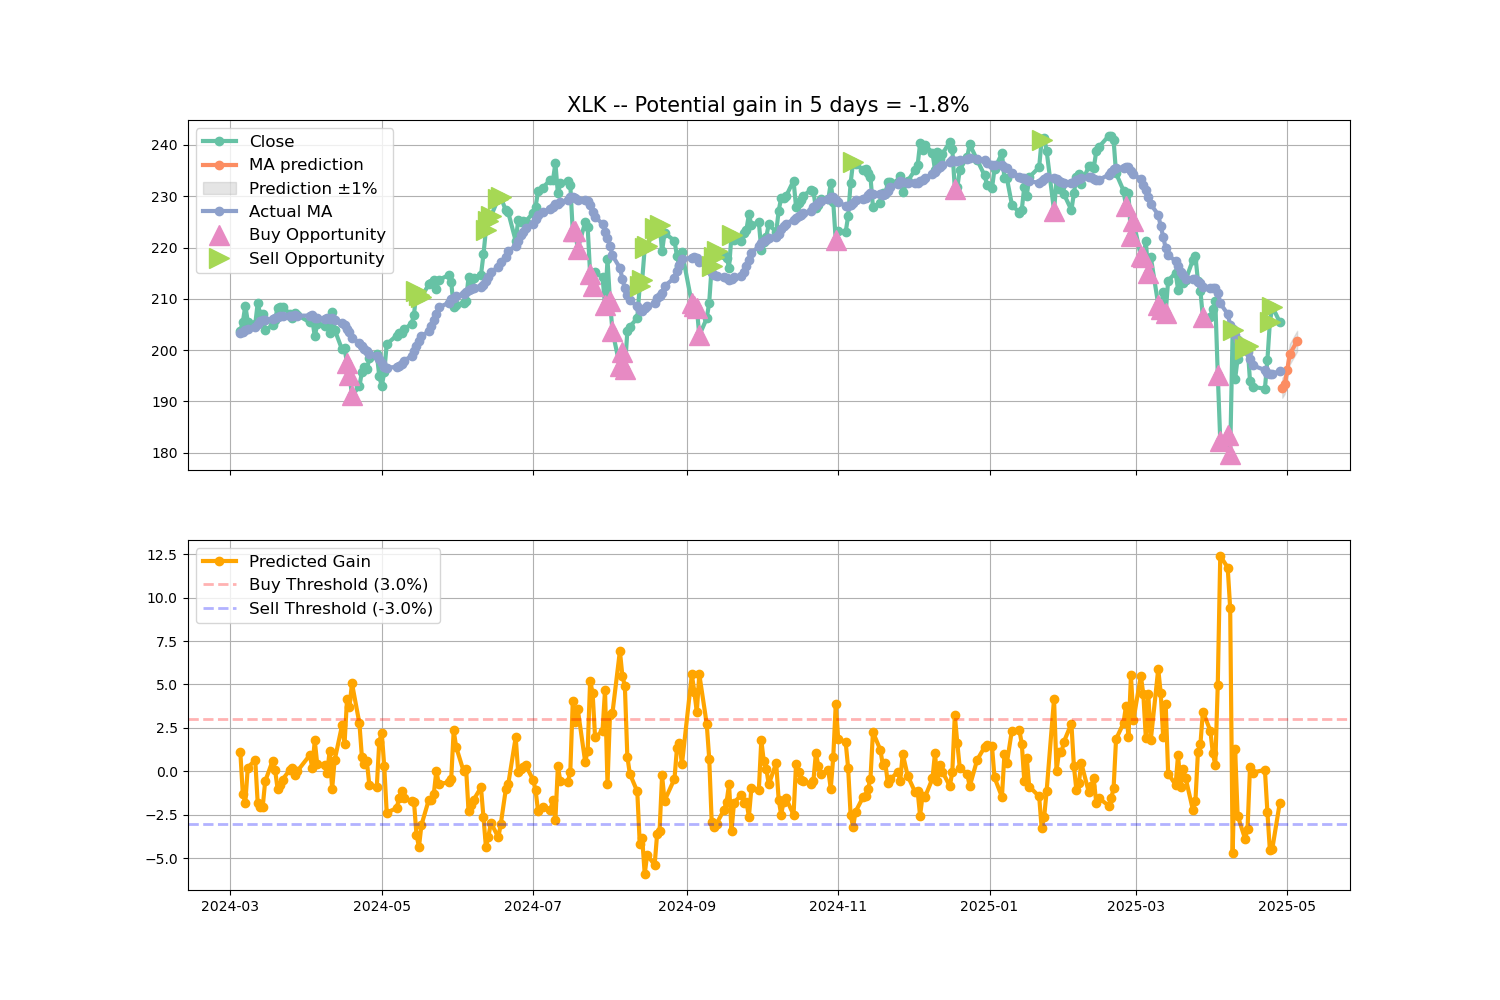 XLK -- Potential gain in 5 days = -1.8%
Close
MA prediction
Prediction ±1%
Actual MA
Buy Opportunity
Sell Opportunity
240
230
220
210
200
190
180
Predicted Gain
Buy Threshold (3.0%)
Sell Threshold (-3.0%)
12.5
10.0
7.5
5.0
2.5
0.0
−2.5
−5.0
2024-03 2024-05 2024-07 2024-09 2024-11 2025-01 2025-03 2025-05